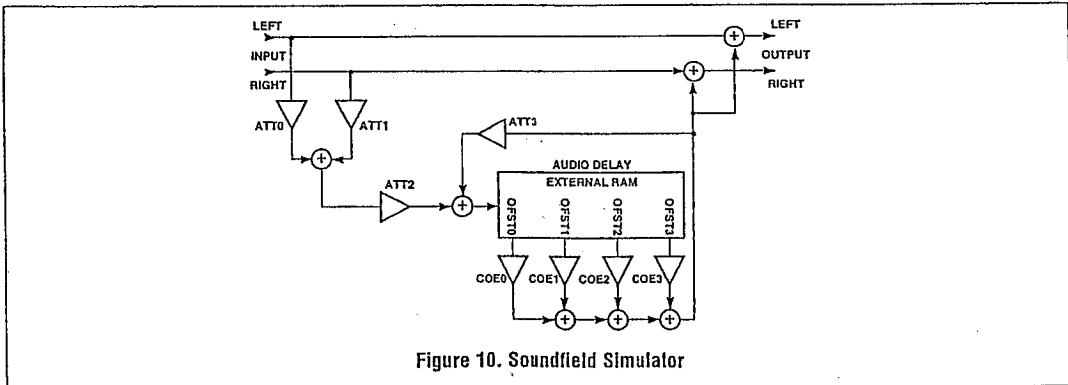 LEFT
LEFT
INPUT
OUTPUT
RIGHT
RIGHT
ATT0
ATT1
ATT3
AUDIO DELAY
EXTERNAL RAM
ATT2
OFST0
OFST1
OFST2
OFST3
COE0
COE1
COE2
COE3
Figure 10. Soundfield Simulator